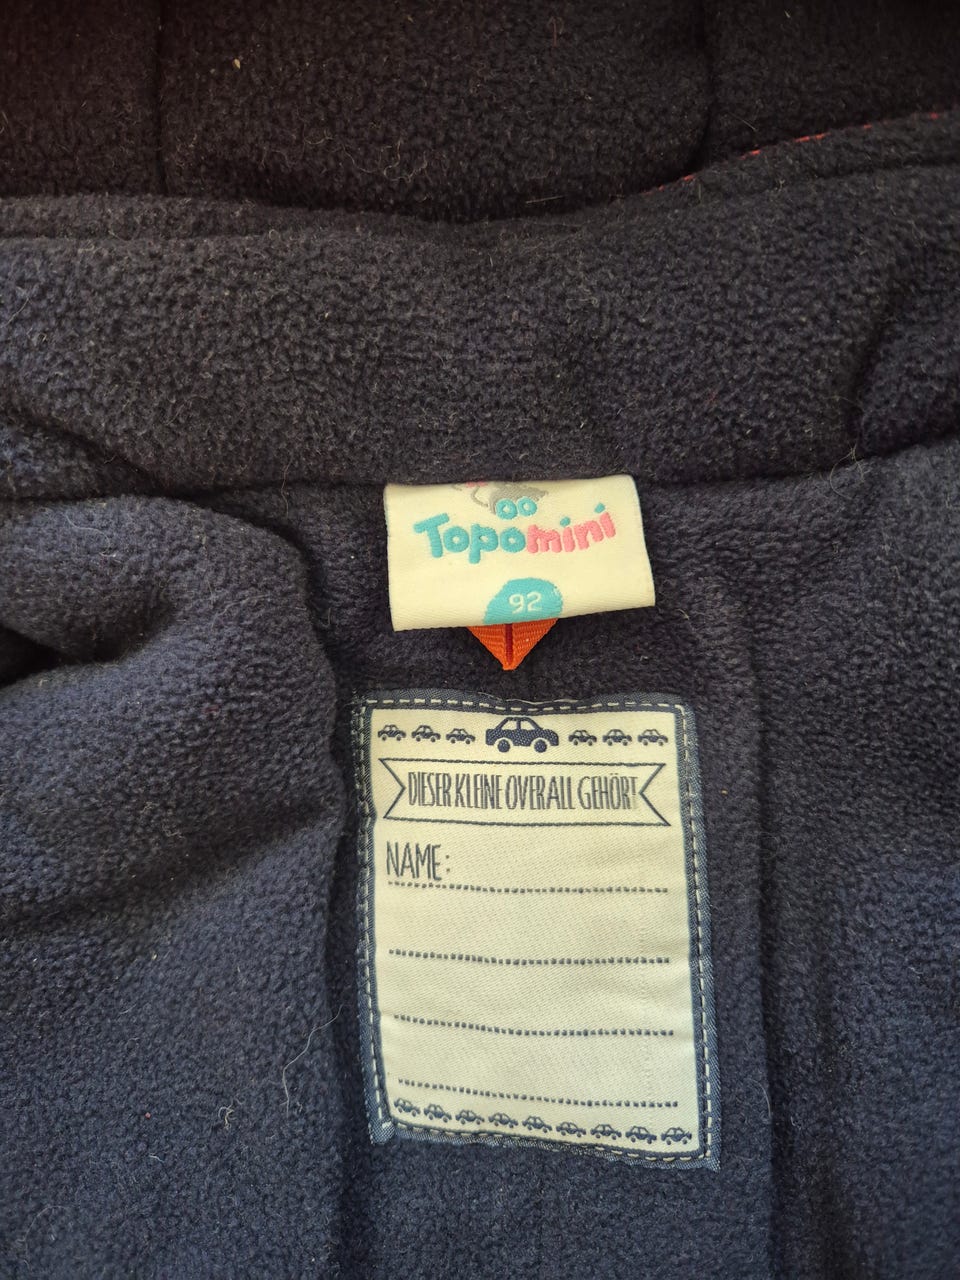 Topomini
92
DIESER KLEINE OVERALL GEHÖRT
NAME: